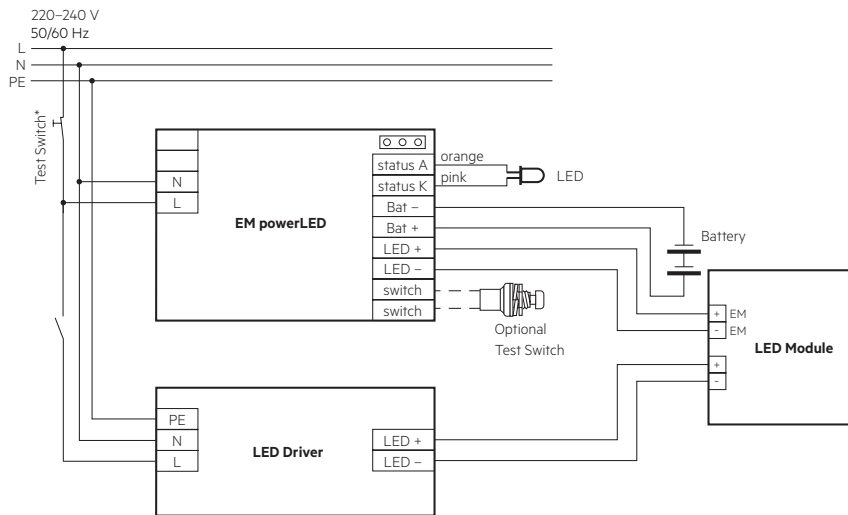 220–240 V
50/60 Hz
L
N
PE
Test Switch*
N
L
EM powerLED
status A
status K
Bat –
Bat +
LED +
LED –
switch
switch
orange
pink
LED
Battery
Optional
Test Switch
+ EM
- EM
+
-
LED Module
PE
N
L
LED Driver
LED +
LED –